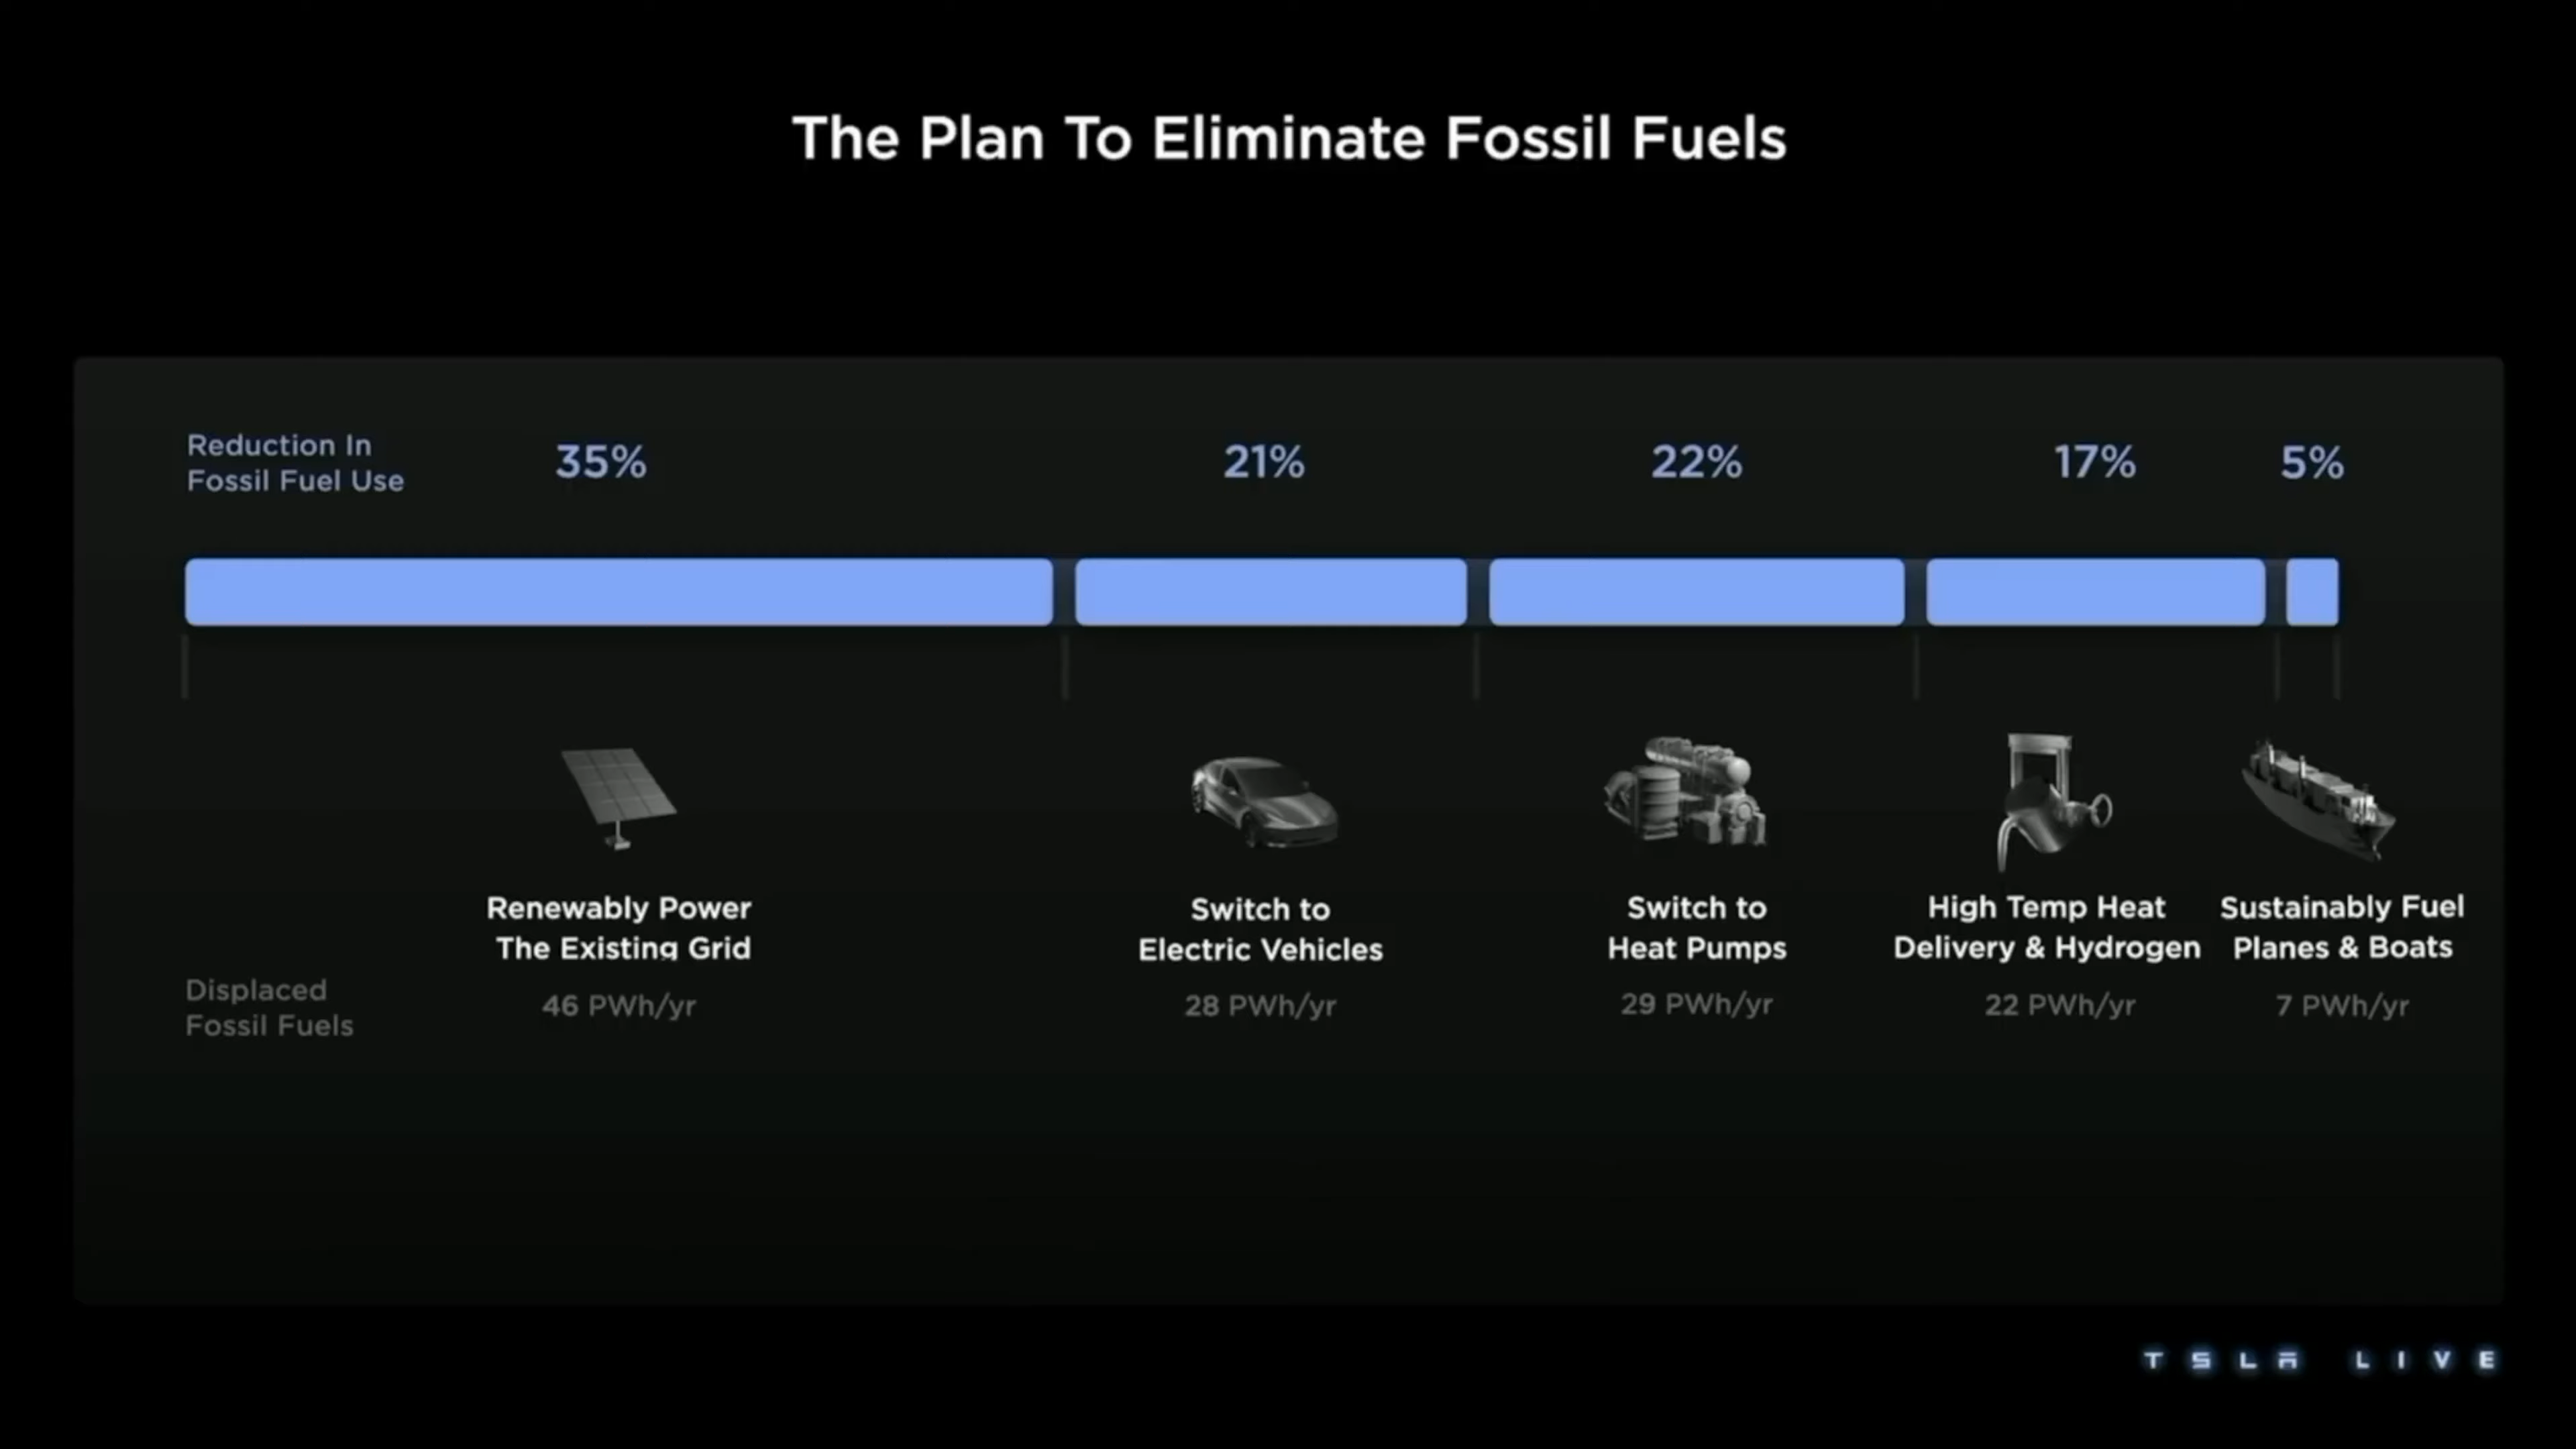 The Plan To Eliminate Fossil Fuels
Reduction In
Fossil Fuel Use
35%
21%
22%
17%
5%
Renewably Power
The Existing Grid
Switch to
Electric Vehicles
Switch to
Heat Pumps
High Temp Heat
Delivery & Hydrogen
Sustainably Fuel
Planes & Boats
Displaced
Fossil Fuels
46 PWh/yr
28 PWh/yr
29 PWh/yr
22 PWh/yr
7 PWh/yr
TSLA LIVE